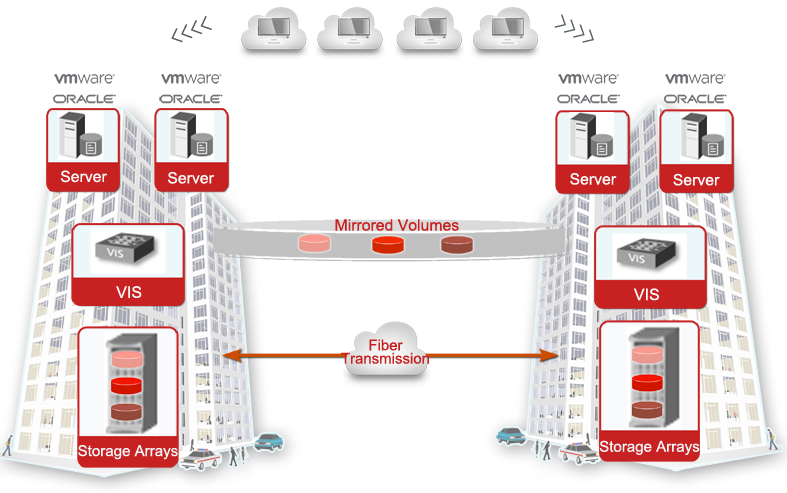 vmware
ORACLE
vmware
ORACLE
vmware
ORACLE
vmware
ORACLE
Server
Server
Server
Server
Mirrored Volumes
VIS
VIS
VIS
VIS
Fiber
Transmission
Storage Arrays
Storage Arrays